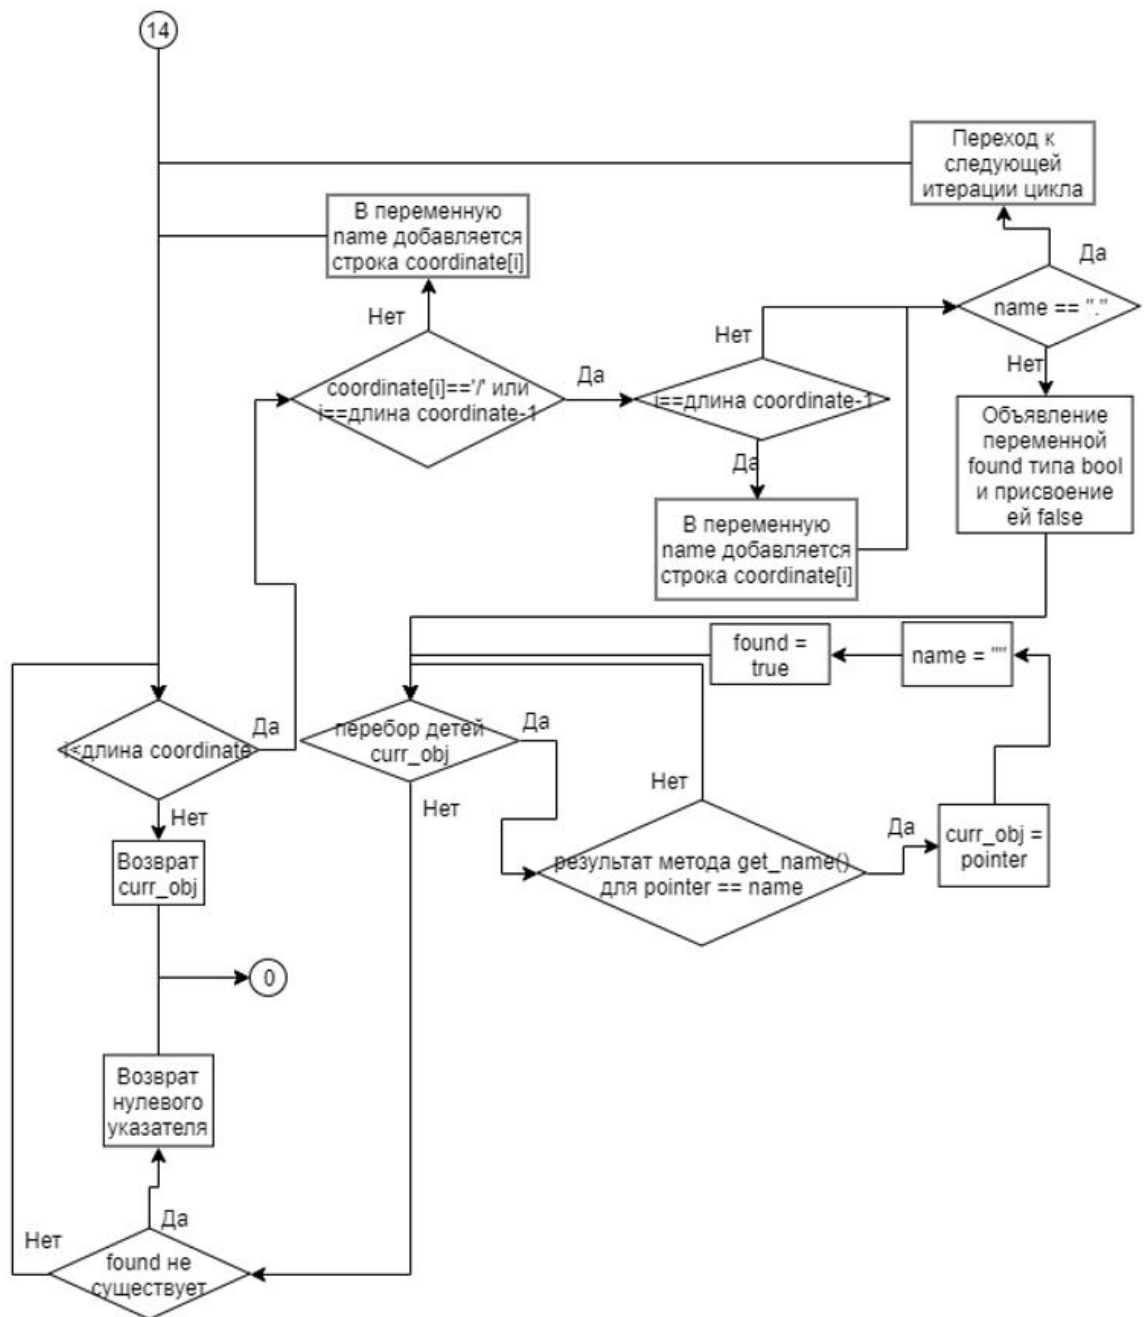 14
Переход к
следующей
итерации цикла
В переменную
name добавляется
строка coordinate[i]
Да
Нет
name == "."
Нет
Нет
coordinate[i]=='/' или
i==длина coordinate-1
Да
i==длина coordinate-1
Да
Объявление
переменной
found типа bool
и присвоение
ей false
В переменную
name добавляется
строка coordinate[i]
found =
true
name = ""
Да
i<длина coordinate
Нет
перебор детей
curr_obj
Да
Нет
Нет
результат метода get_name()
для pointer == name
Да
curr_obj =
pointer
Возврат
curr_obj
0
Возврат
нулевого
указателя
Да
Нет
found не
существует